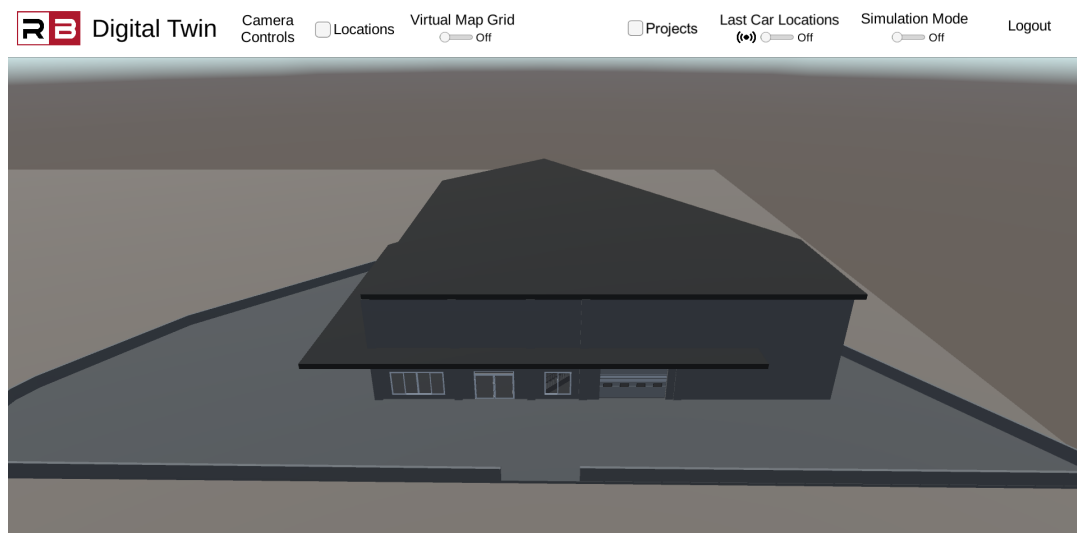 RB Digital Twin
Camera
Controls
Locations
Virtual Map Grid
Off
Projects
Last Car Locations
Off
Simulation Mode
Off
Logout